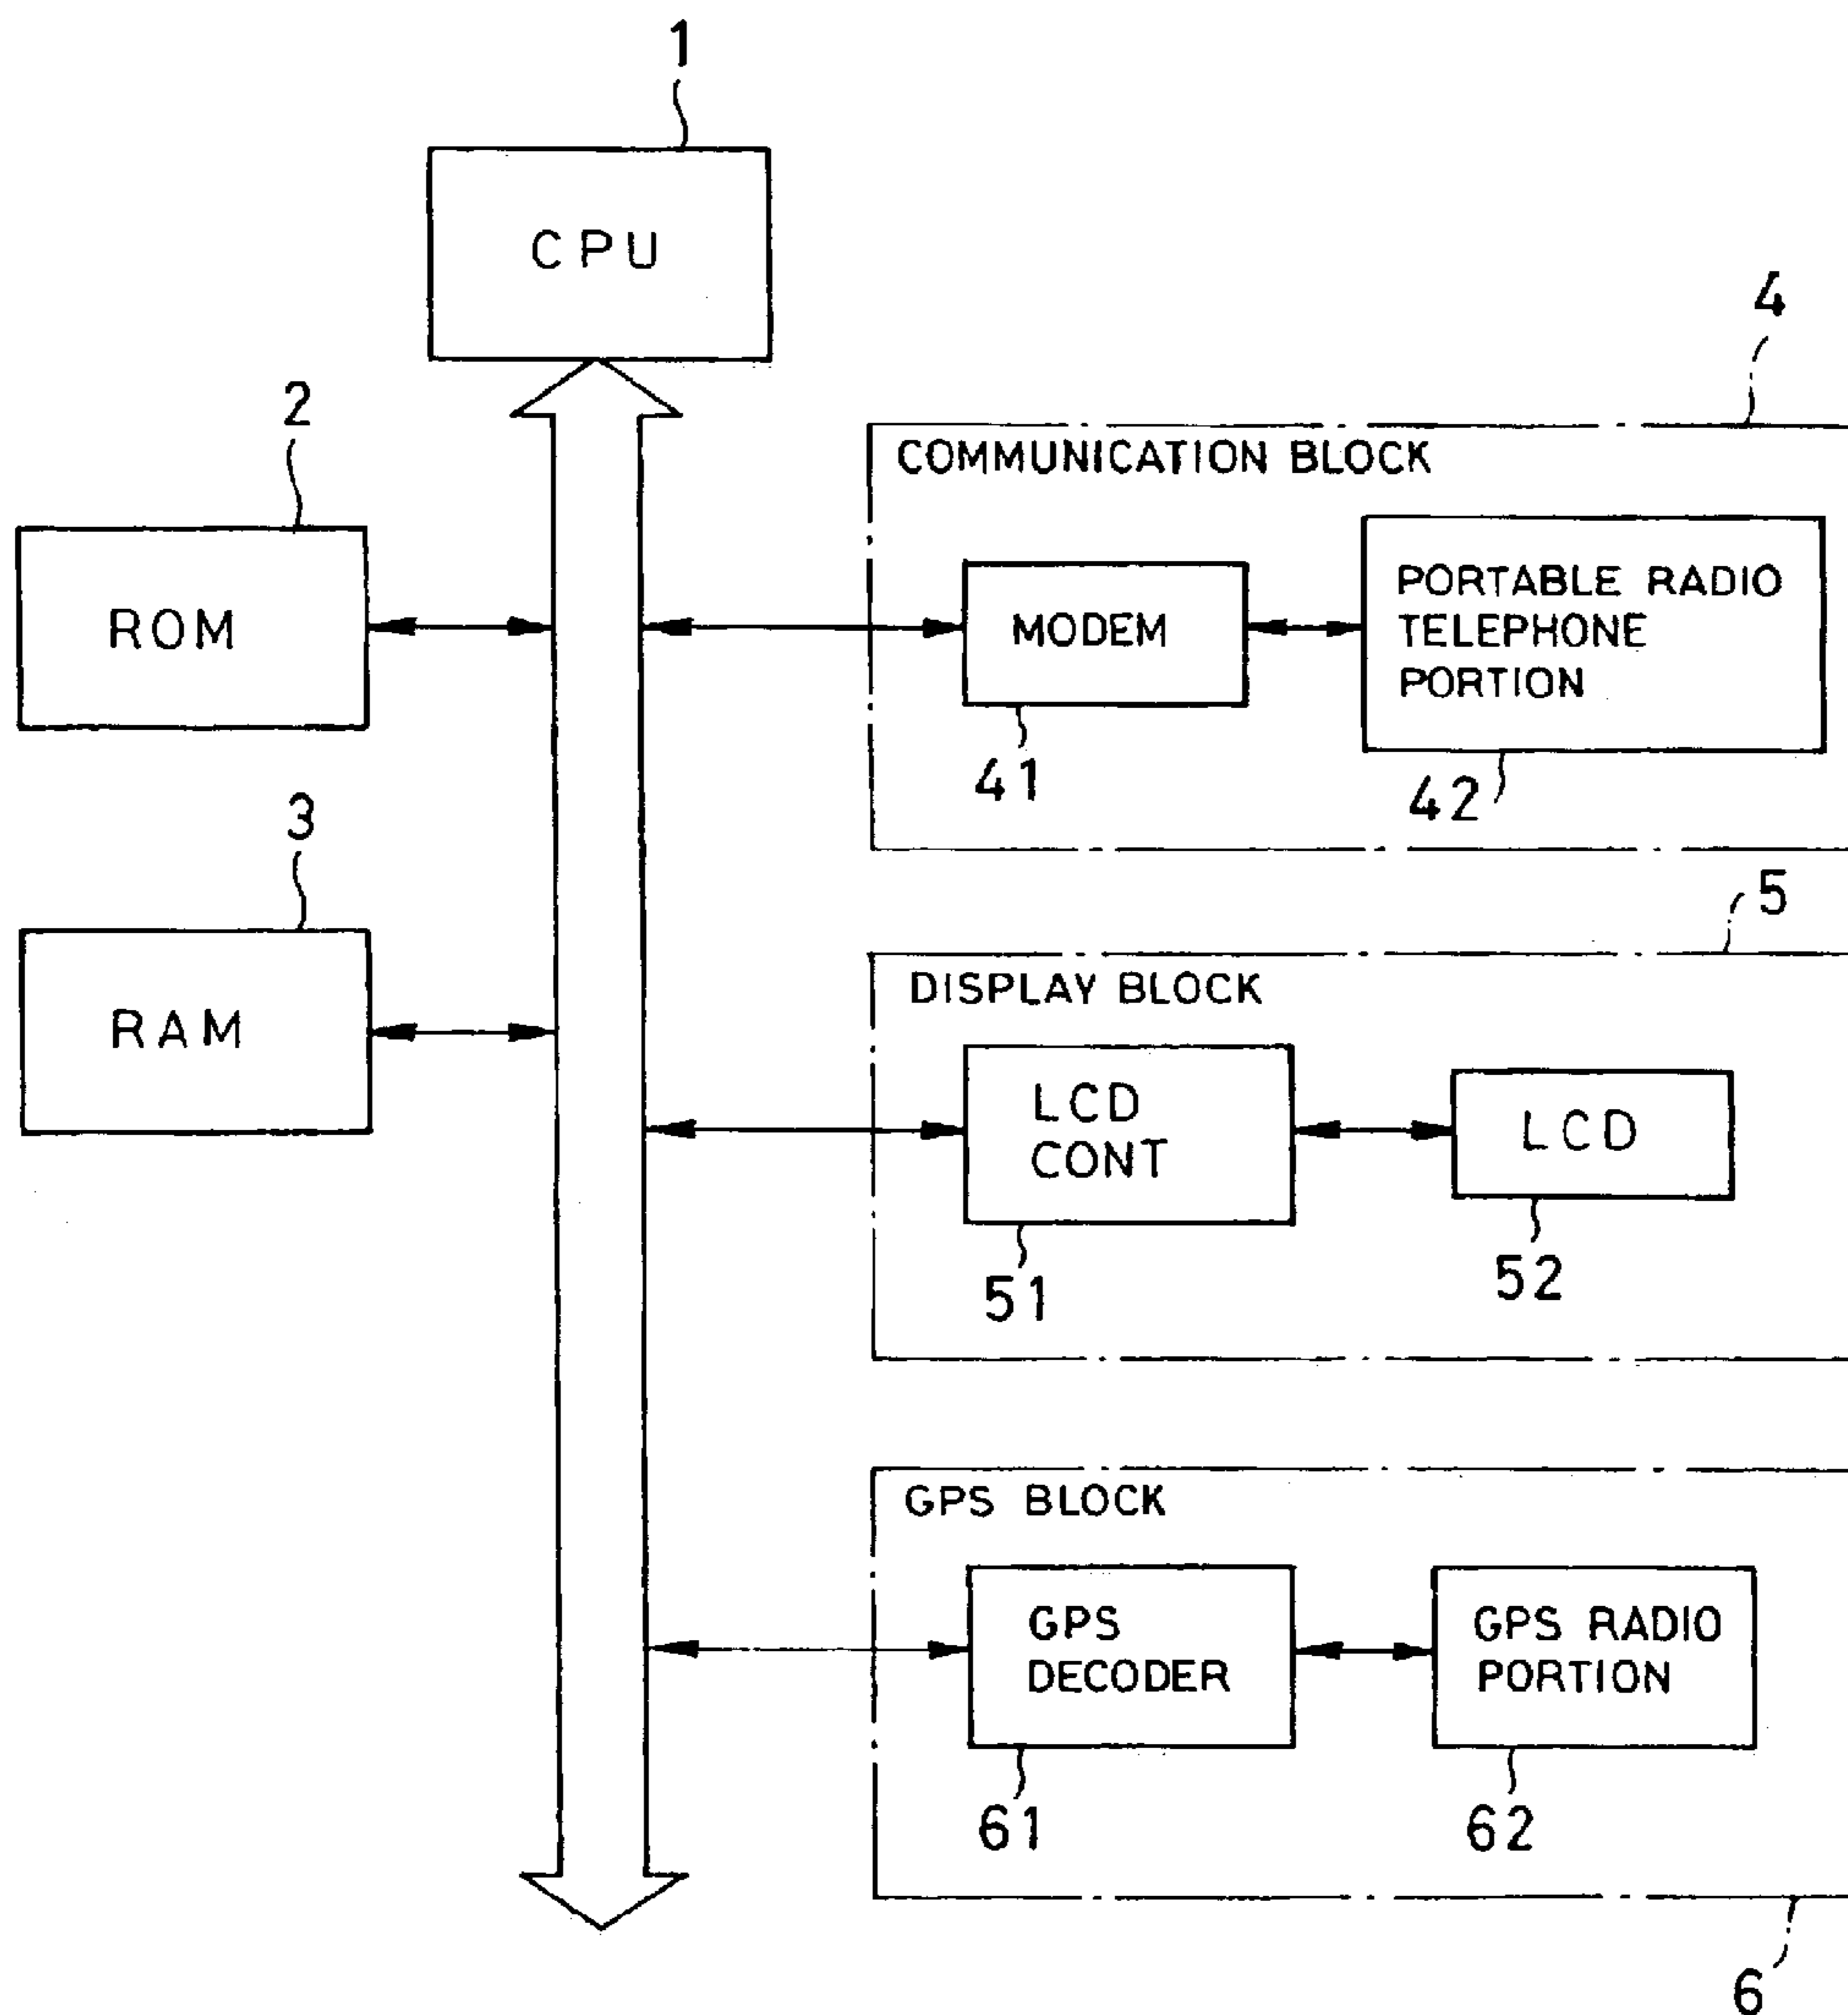 1
CPU
2
ROM
3
RAM
4
COMMUNICATION BLOCK
MODEM
41
PORTABLE RADIO
TELEPHONE
PORTION
42
5
DISPLAY BLOCK
LCD
CONT
51
LCD
52
GPS BLOCK
GPS
DECODER
61
GPS RADIO
PORTION
62
6